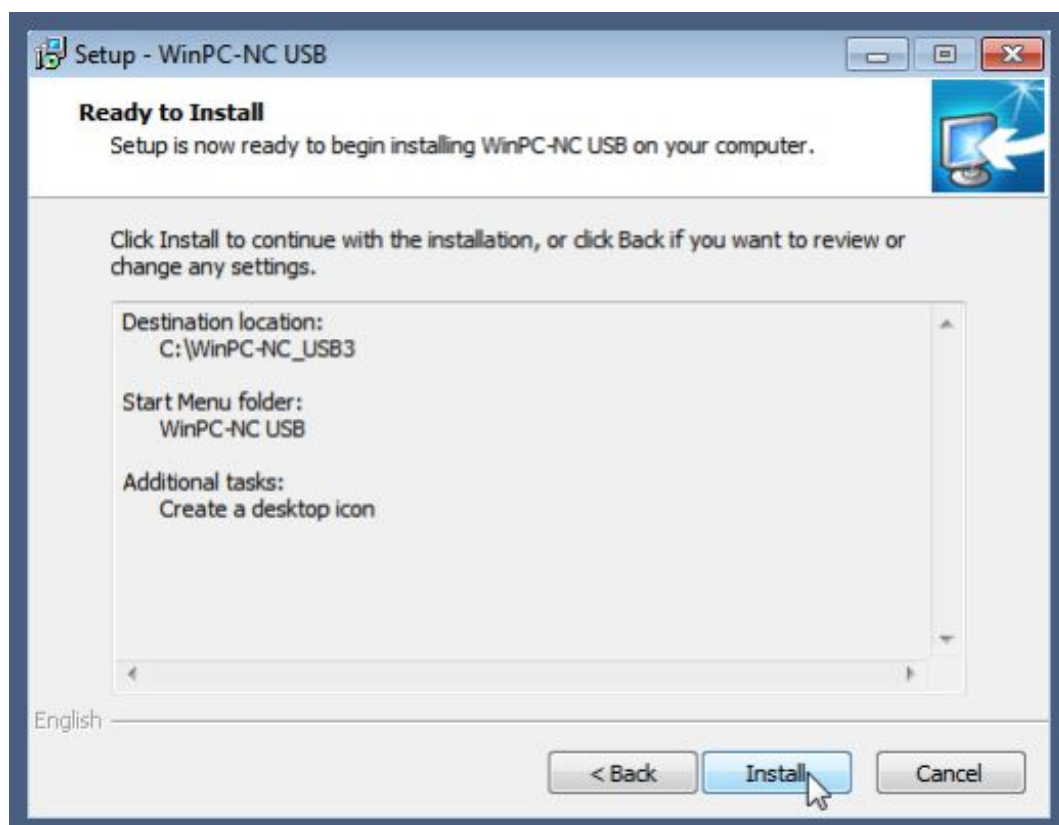 Setup - WinPC-NC USB
Ready to Install
Setup is now ready to begin installing WinPC-NC USB on your computer.
Click Install to continue with the installation, or click Back if you want to review or
change any settings.
Destination location:
C:\WinPC-NC_USB3
Start Menu folder:
WinPC-NC USB
Additional tasks:
Create a desktop icon
English
< Back
Install
Cancel